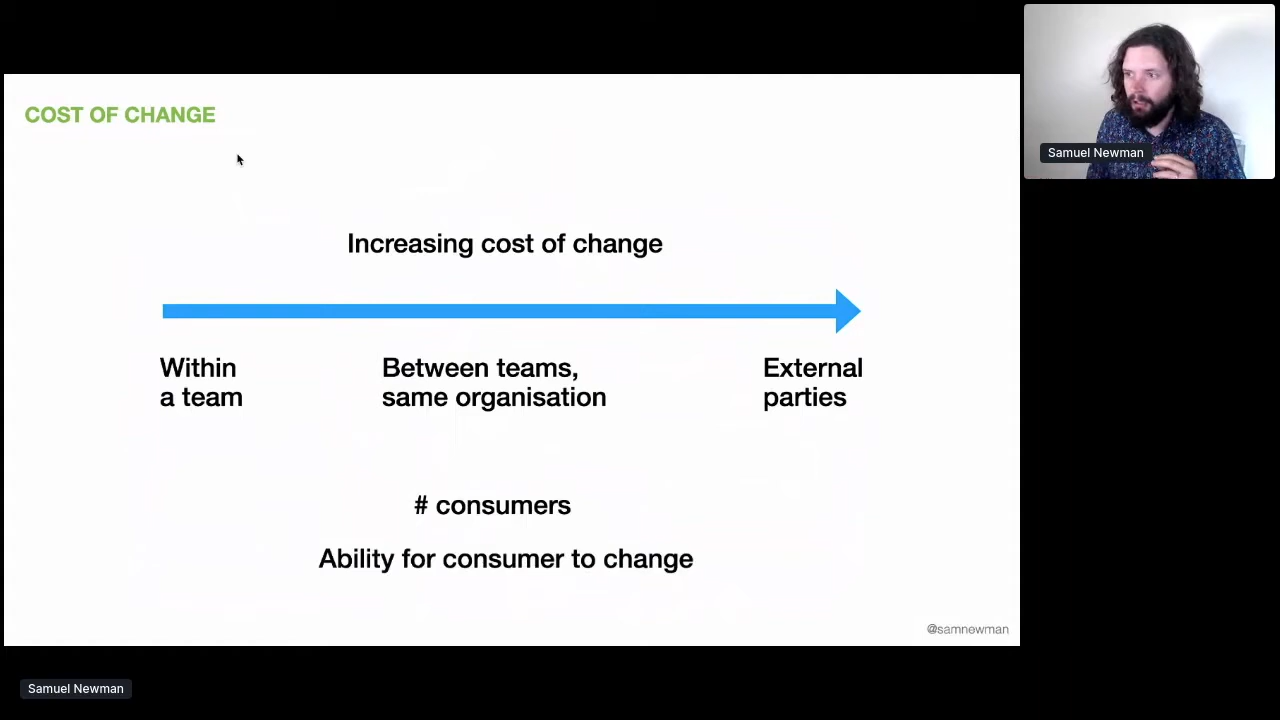 COST OF CHANGE
Increasing cost of change
Within
a team
Between teams,
same organisation
External
parties
# consumers
Ability for consumer to change
@samnewman
Samuel Newman
Samuel Newman